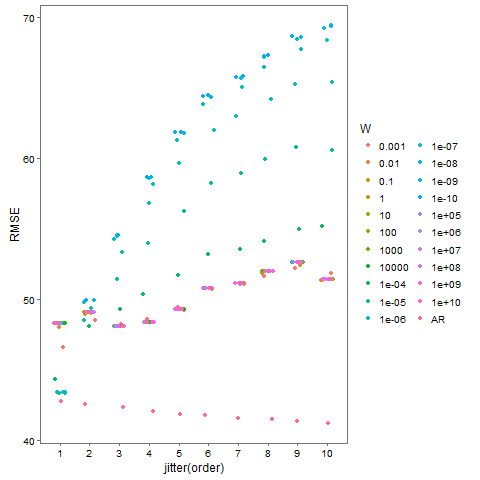 70
60
50
40
RMSE
1 2 3 4 5 6 7 8 9 10
jitter(order)
W
0.001
0.01
0.1
1
10
100
1000
10000
1e-04
1e-05
1e-06
1e-07
1e-08
1e-09
1e-10
1e+05
1e+06
1e+07
1e+08
1e+09
1e+10
AR